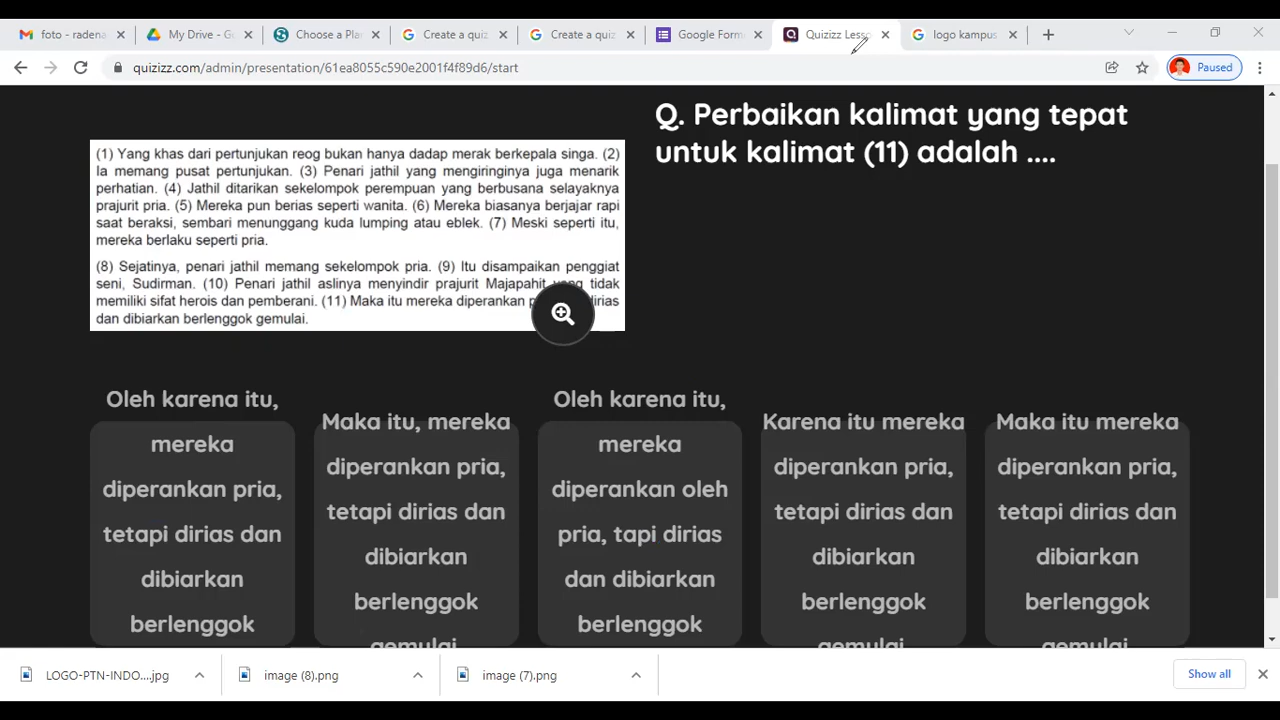 foto - radena
My Drive - G
Choose a Pla
Create a quiz
Create a quiz
Google Form
Quizizz Less
logo kampus
quizizz.com/admin/presentation/61ea8055c590e2001f4f89d6/start
Paused
Q. Perbaikan kalimat yang tepat
untuk kalimat (11) adalah ....
(1) Yang khas dari pertunjukan reog bukan hanya dadap merak berkepala singa. (2)
Ia memang pusat pertunjukan. (3) Penari jathil yang mengiringinya juga menarik
perhatian. (4) Jathil ditarikan sekelompok perempuan yang berbusana selayaknya
prajurit pria. (5) Mereka pun berias seperti wanita. (6) Mereka biasanya berjajar rapi
saat beraksi, sembari menunggang kuda lumping atau eblek. (7) Meski seperti itu,
mereka berlaku seperti pria.
(8) Sejatinya, penari jathil memang sekelompok pria. (9) Itu disampaikan penggiat
seni, Sudirman. (10) Penari jathil aslinya menyindir prajurit Majapahit yang tidak
memiliki sifat herois dan pemberani. (11) Maka itu mereka diperankan dirias
dan dibiarkan berlenggok gemulai.
Oleh karena itu,
mereka
diperankan pria,
tetapi dirias dan
dibiarkan
berlenggok
Maka itu, mereka
diperankan pria,
tetapi dirias dan
dibiarkan
berlenggok
gemulai
Oleh karena itu,
mereka
diperankan oleh
pria, tapi dirias
dan dibiarkan
berlenggok
Karena itu mereka
diperankan pria,
tetapi dirias dan
dibiarkan
berlenggok
gemulai
Maka itu mereka
diperankan pria,
tetapi dirias dan
dibiarkan
berlenggok
gemulai
LOGO-PTN-INDO....jpg
image (8).png
image (7).png
Show all